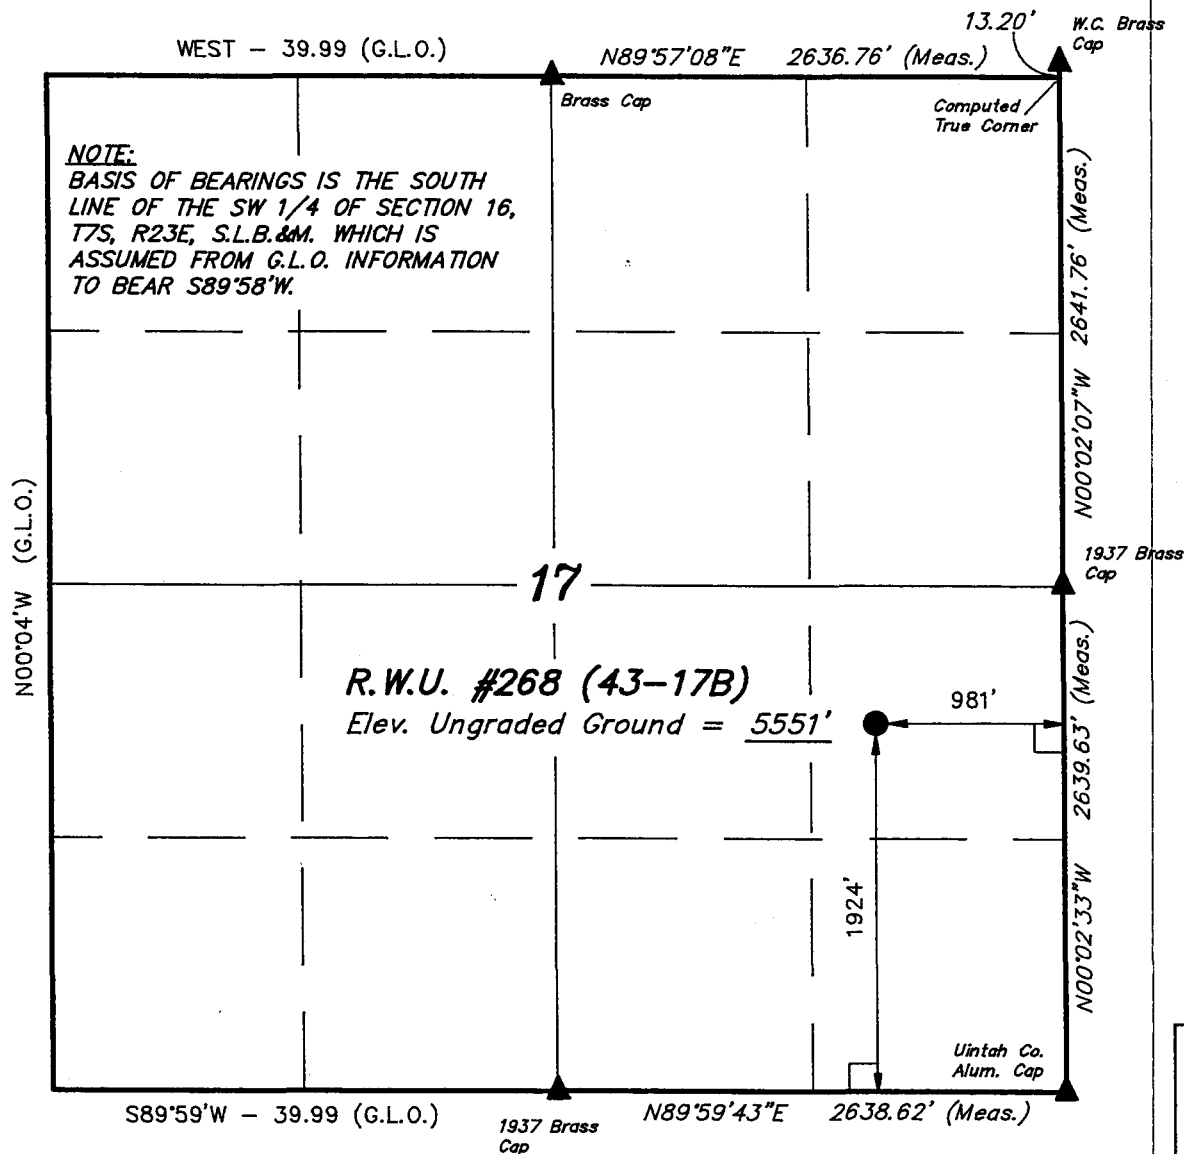 13.20'
W.C. Brass
Cap
WEST – 39.99 (G.L.O.)
N89°57'08"E 2636.76' (Meas.)
Brass Cap
Computed
True Corner
NOTE:
BASIS OF BEARINGS IS THE SOUTH
LINE OF THE SW 1/4 OF SECTION 16,
T7S, R23E, S.L.B.&M. WHICH IS
ASSUMED FROM G.L.O. INFORMATION
TO BEAR S89°58'W.
N00°02'07"W 2641.76' (Meas.)
N00°04'W (G.L.O.)
1937 Brass
Cap
17
R.W.U. #268 (43–17B)
Elev. Ungraded Ground = 5551'
981'
N00°02'33"W 2639.63' (Meas.)
1924'
Uintah Co.
Alum. Cap
S89°59'W – 39.99 (G.L.O.)
1937 Brass
Cap
N89°59'43"E 2638.62' (Meas.)